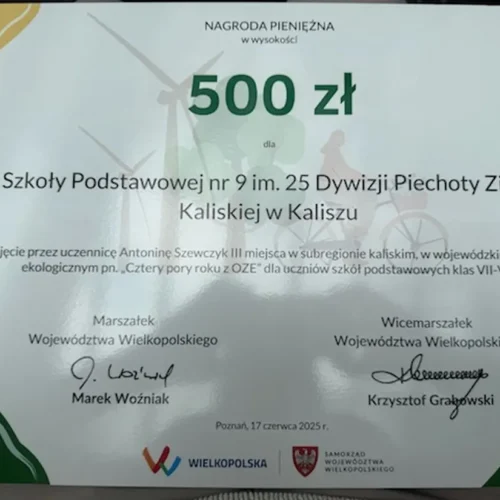 NAGRODA PIENIĘŻNA
w wysokości
500 zł
dla
Szkoły Podstawowej nr 9 im. 25 Dywizji Piechoty Zi
Kaliskiej w Kaliszu
jęcie przez uczennicę Antoninę Szewczyk III miejsca w subregionie kaliskim, w wojewódzki
ekologicznym pn. „Cztery pory roku z OZE” dla uczniów szkół podstawowych klas VII-V
Marszałek
Województwa Wielkopolskiego
Marek Woźniak
Wicemarszałek
Województwa Wielkopolski
Krzysztof Grabowski
Poznań, 17 czerwca 2025 r.
WIELKOPOLSKA
SAMORZĄD
WOJEWÓDZTWA
WIELKOPOLSKIEGO